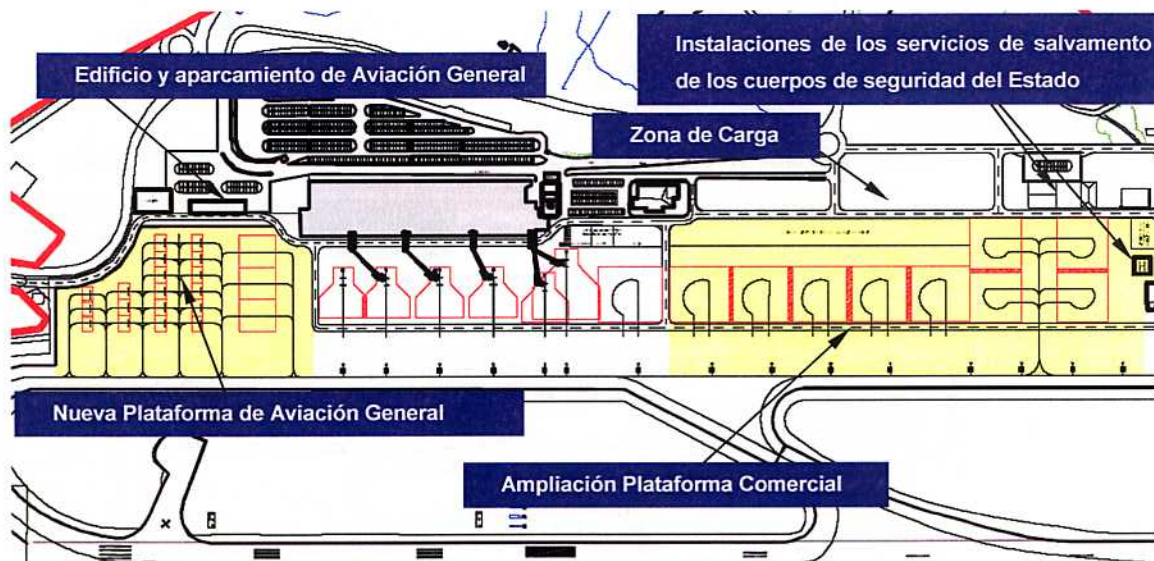 Instalaciones de los servicios de salvamento
de los cuerpos de seguridad del Estado
Edificio y aparcamiento de Aviación General
Zona de Carga
Nueva Plataforma de Aviación General
Ampliación Plataforma Comercial